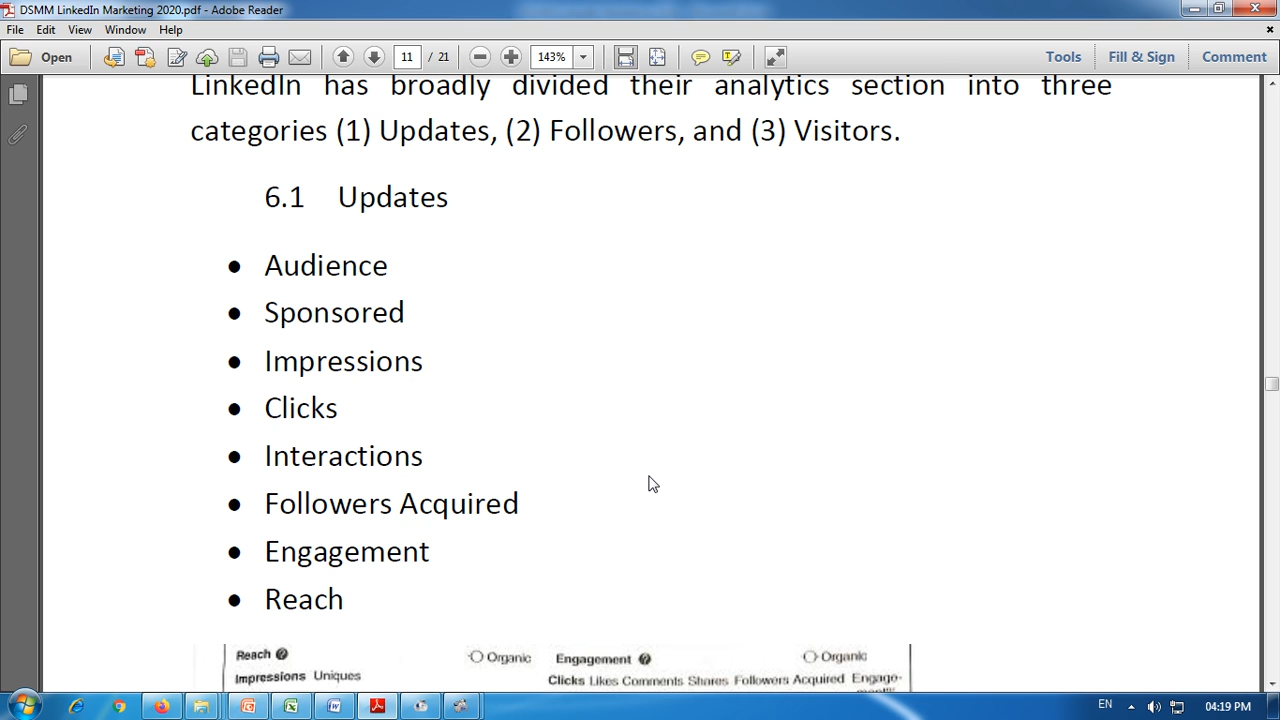 DSMM LinkedIn Marketing 2020.pdf - Adobe Reader
File Edit View Window Help
Open 11 / 21 143% Tools Fill & Sign Comment
LinkedIn has broadly divided their analytics section into three
categories (1) Updates, (2) Followers, and (3) Visitors.
6.1 Updates
• Audience
• Sponsored
• Impressions
• Clicks
• Interactions
• Followers Acquired
• Engagement
• Reach
Reach Organic Engagement Organic
Impressions Uniques Clicks Likes Comments Shares Followers Acquired Engage-
EN 04:19 PM